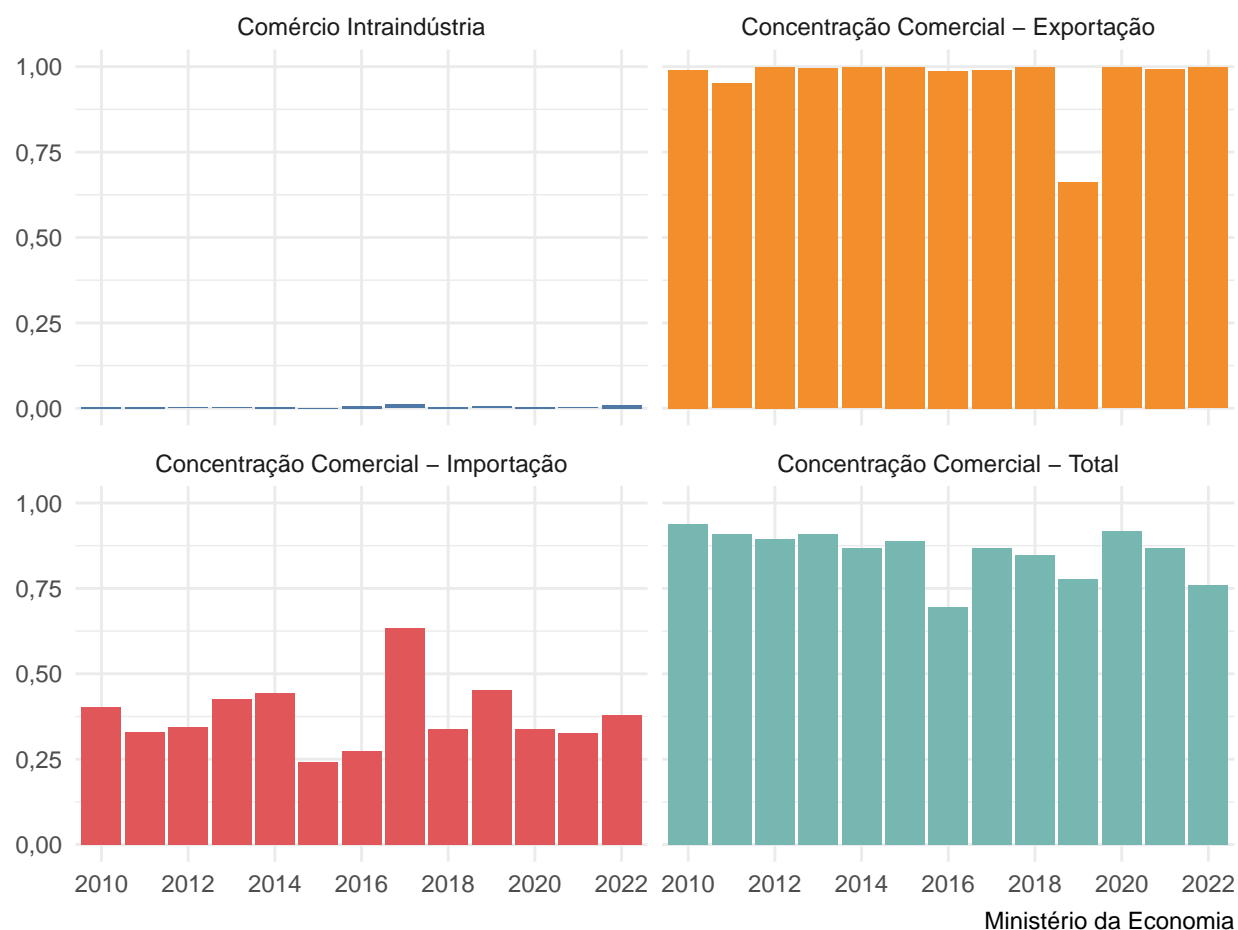 Comércio Intraindústria
Concentração Comercial – Exportação
1,00
0,75
0,50
0,25
0,00
Concentração Comercial – Importação
Concentração Comercial – Total
1,00
0,75
0,50
0,25
0,00
2010 2012 2014 2016 2018 2020 2022
2010 2012 2014 2016 2018 2020 2022
Ministério da Economia